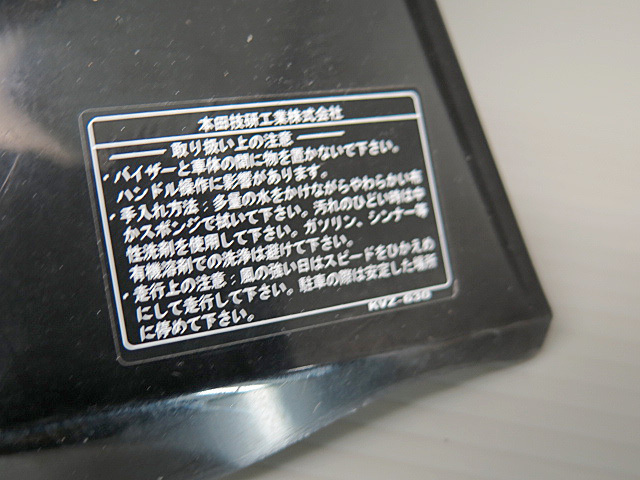 本田技研工業株式会社
取り扱い上の注意
・バイザーと車体の間に物を置かないで下さい。
ハンドル操作に影響があります。
・手入れ方法：多量の水をかけながらやわらかい布
かスポンジで拭いて下さい。汚れのひどい時は中
性洗剤を使用して下さい。ガソリン、シンナー等
有機溶剤での洗浄は避けて下さい。
・走行上の注意：風の強い日はスピードをひかえめ
にして走行して下さい。駐車の際は安定した場所
に停めて下さい。
KVZ-630